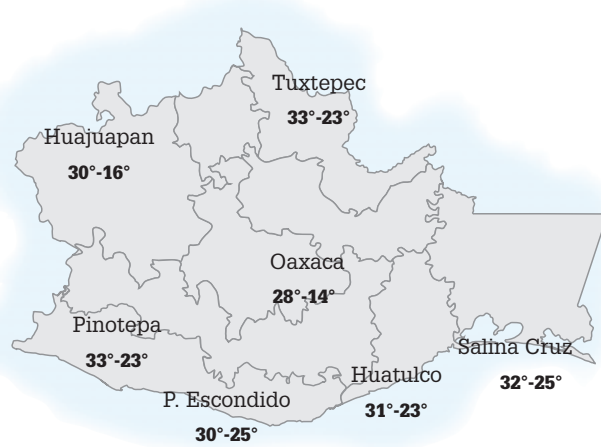 Tuxtepec
33°-23°
Huajuapan
30°-16°
Oaxaca
28°-14°
Pinotepa
33°-23°
Salina Cruz
32°-25°
Huatulco
31°-23°
P. Escondido
30°-25°